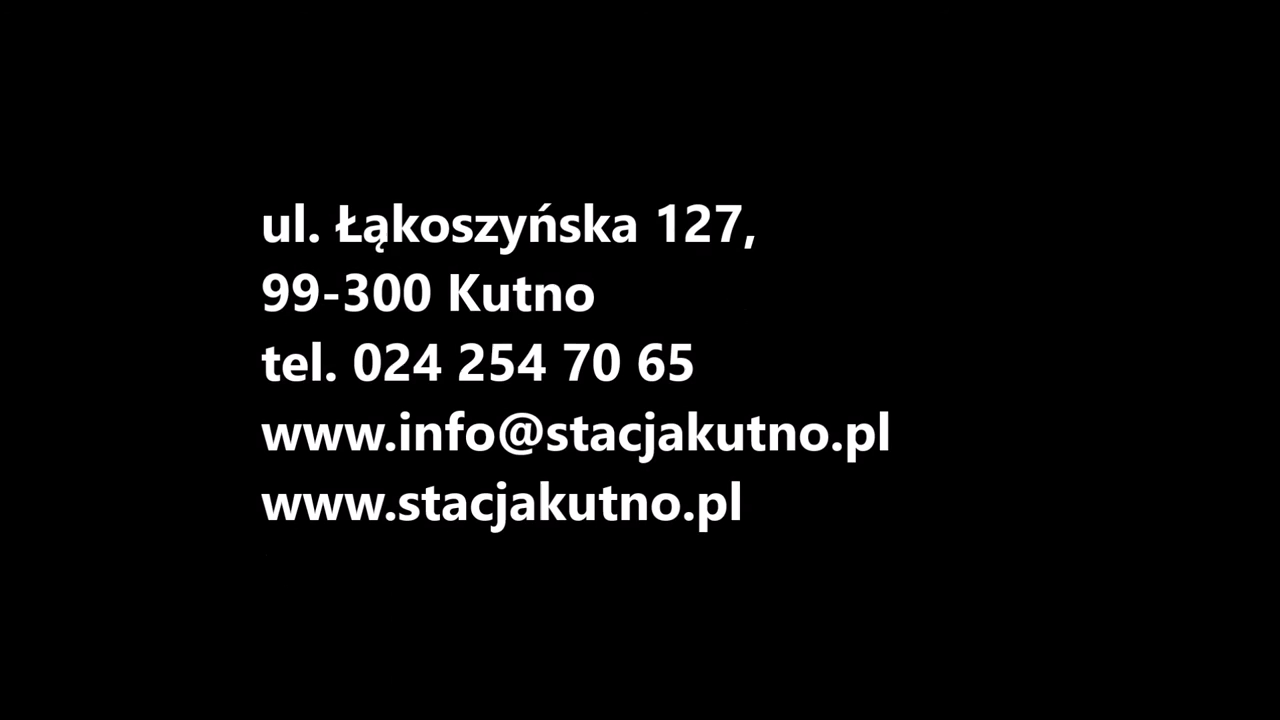 ul. Łąkoszyńska 127,
99-300 Kutno
tel. 024 254 70 65
www.info@stacjakutno.pl
www.stacjakutno.pl